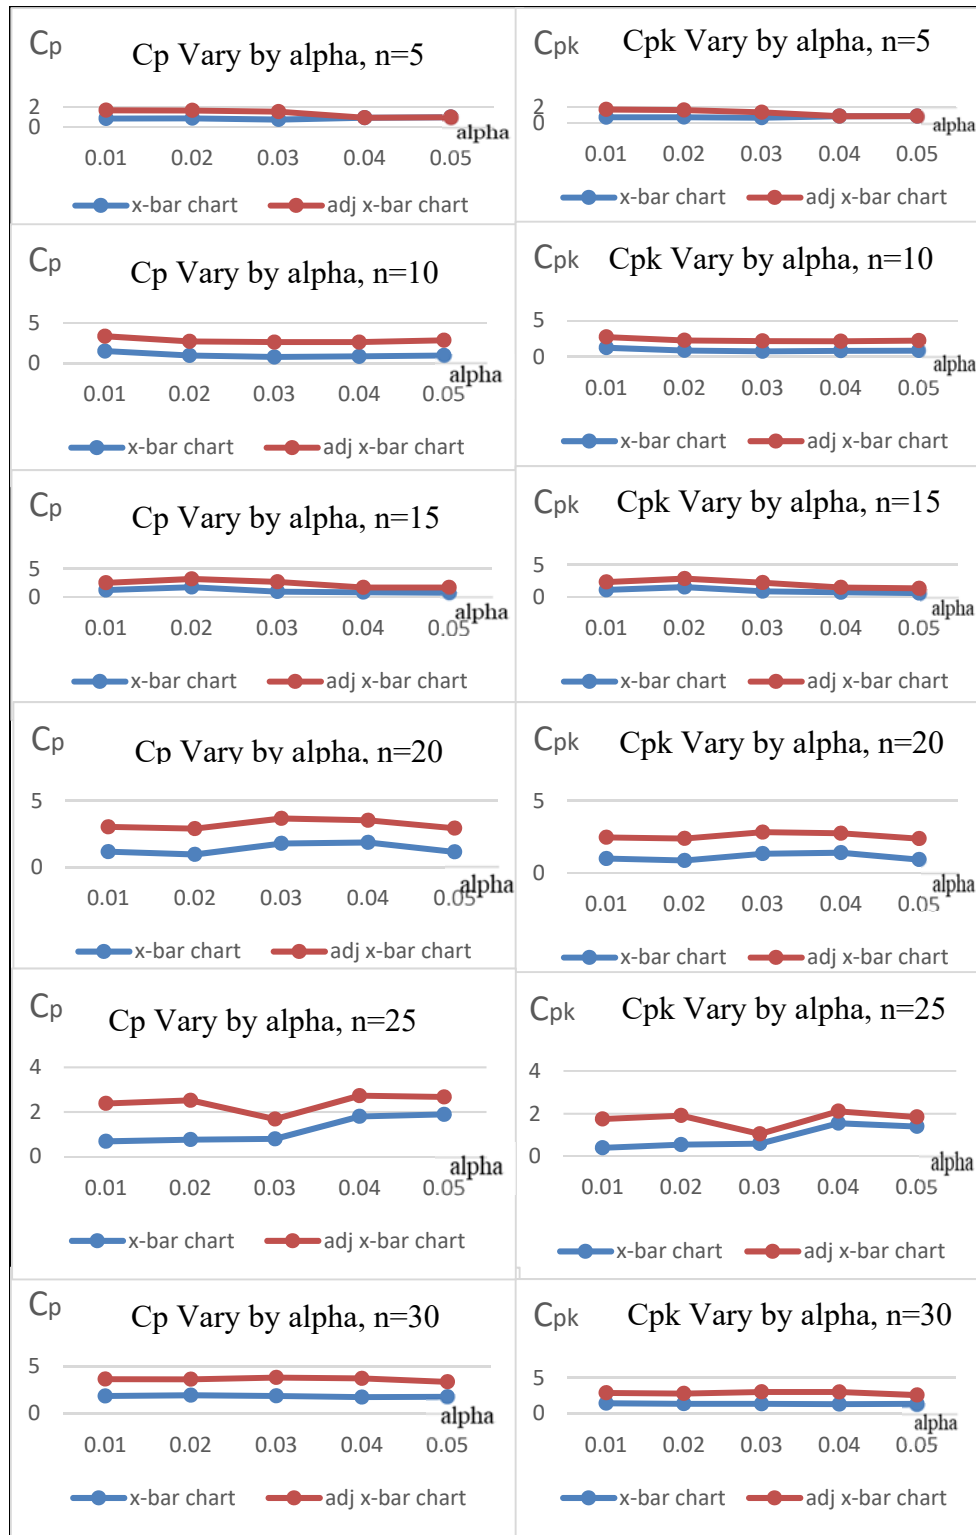 Cp
Cp Vary by alpha, n=5
2
0
alpha
0.01 0.02 0.03 0.04 0.05
x-bar chart adj x-bar chart
Cpk
Cpk Vary by alpha, n=5
2
0
alpha
0.01 0.02 0.03 0.04 0.05
x-bar chart adj x-bar chart
Cp
Cp Vary by alpha, n=10
5
0
alpha
0.01 0.02 0.03 0.04 0.05
x-bar chart adj x-bar chart
Cpk
Cpk Vary by alpha, n=10
5
0
alpha
0.01 0.02 0.03 0.04 0.05
x-bar chart adj x-bar chart
Cp
Cp Vary by alpha, n=15
5
0
alpha
0.01 0.02 0.03 0.04 0.05
x-bar chart adj x-bar chart
Cpk
Cpk Vary by alpha, n=15
5
0
alpha
0.01 0.02 0.03 0.04 0.05
x-bar chart adj x-bar chart
Cp
Cp Vary by alpha, n=20
5
0
alpha
0.01 0.02 0.03 0.04 0.05
x-bar chart adj x-bar chart
Cpk
Cpk Vary by alpha, n=20
5
0
alpha
0.01 0.02 0.03 0.04 0.05
x-bar chart adj x-bar chart
Cp
Cp Vary by alpha, n=25
4
2
0
alpha
0.01 0.02 0.03 0.04 0.05
x-bar chart adj x-bar chart
Cpk
Cpk Vary by alpha, n=25
4
2
0
alpha
0.01 0.02 0.03 0.04 0.05
x-bar chart adj x-bar chart
Cp
Cp Vary by alpha, n=30
5
0
alpha
0.01 0.02 0.03 0.04 0.05
x-bar chart adj x-bar chart
Cpk
Cpk Vary by alpha, n=30
5
0
alpha
0.01 0.02 0.03 0.04 0.05
x-bar chart adj x-bar chart